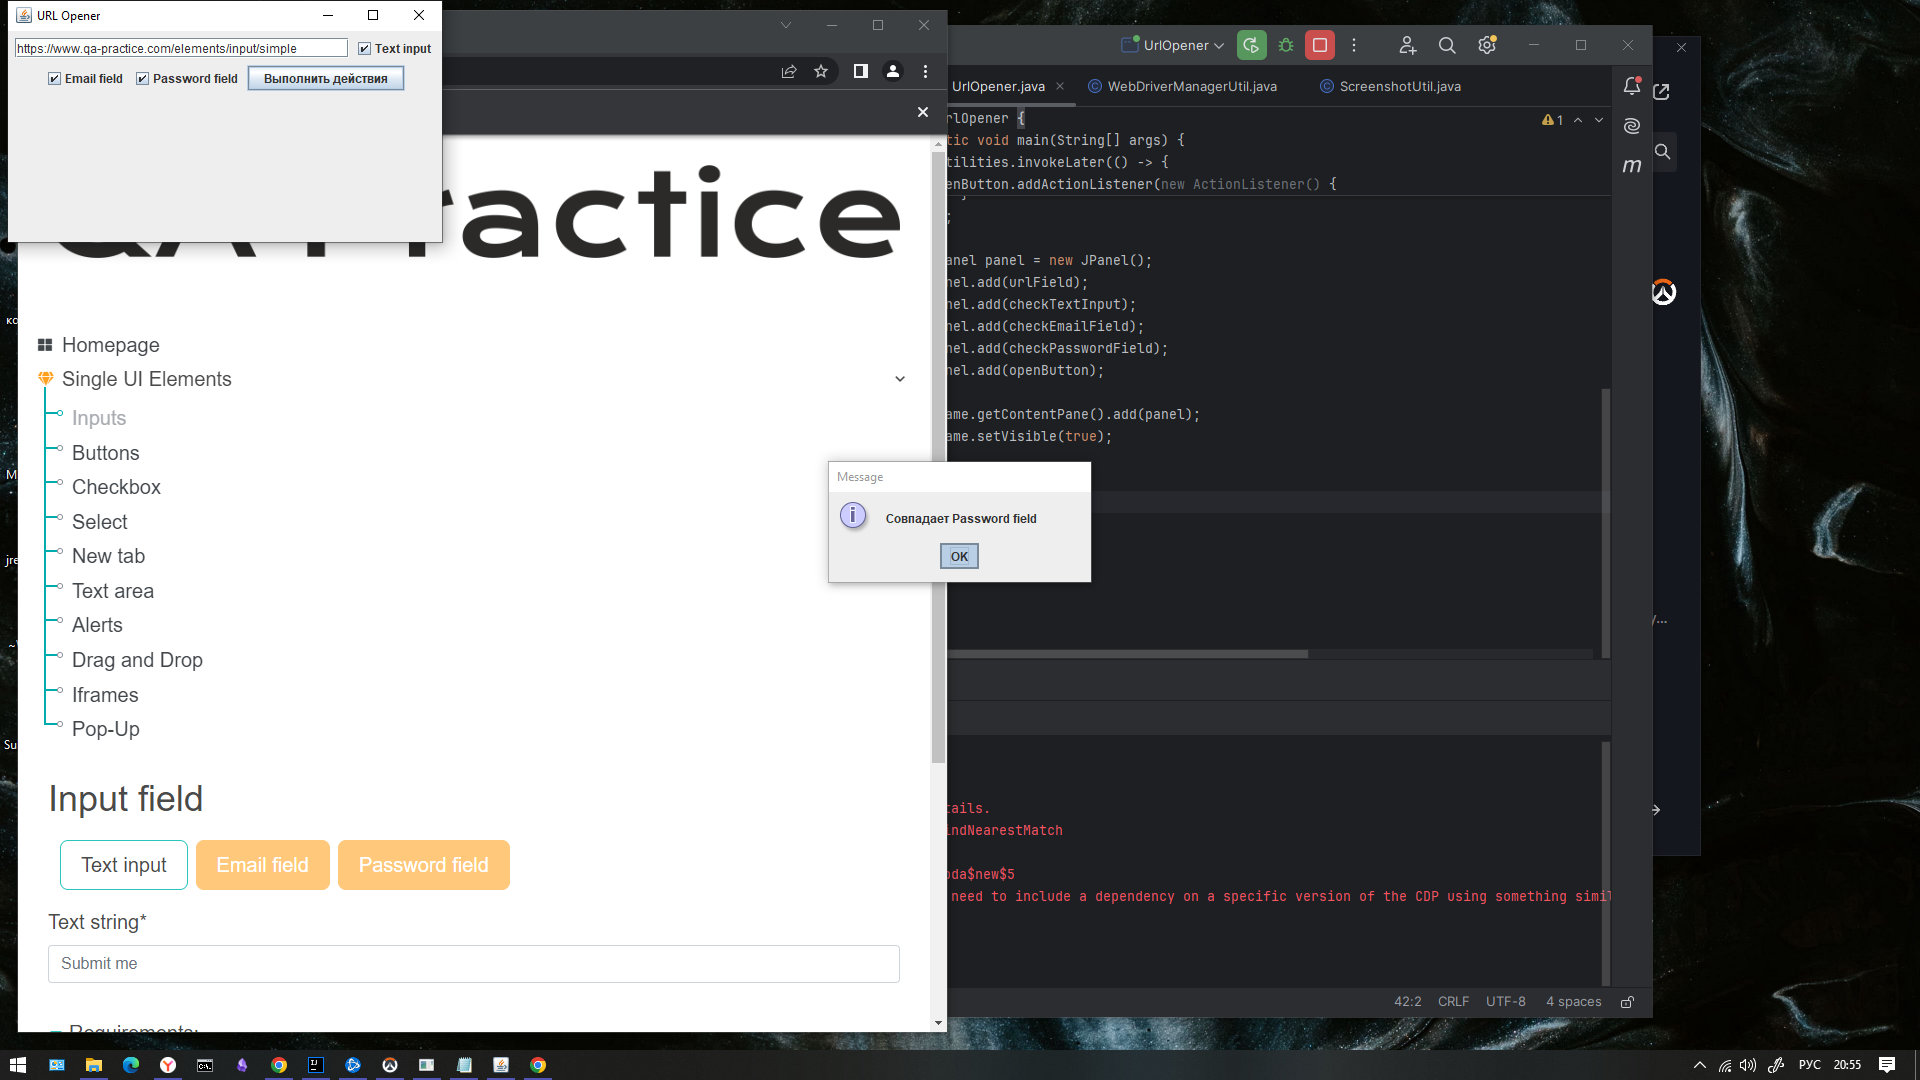 URL Opener
https://www.qa-practice.com/elements/input/simple
Text input
Email field
Password field
Выполнить действия
Practice
Homepage
Single UI Elements
Inputs
Buttons
Checkbox
Select
New tab
Text area
Alerts
Drag and Drop
Iframes
Pop-Up
Input field
Text input
Email field
Password field
Text string*
Submit me
Requirements:
Message
Совпадает Password field
OK
UrlOpener
UrlOpener.java
WebDriverManagerUtil.java
ScreenshotUtil.java
rlOpener {
1
tic void main(String[] args) {
tilities.invokeLater(() -> {
enButton.addActionListener(new ActionListener() {
;
anel panel = new JPanel();
nel.add(urlField);
nel.add(checkTextInput);
nel.add(checkEmailField);
nel.add(checkPasswordField);
nel.add(openButton);
ame.getContentPane().add(panel);
ame.setVisible(true);
tails.
indNearestMatch
bda$new$5
need to include a dependency on a specific version of the CDP using something simil
42:2
CRLF
UTF-8
4 spaces
m
jre
Su
РУС
20:55